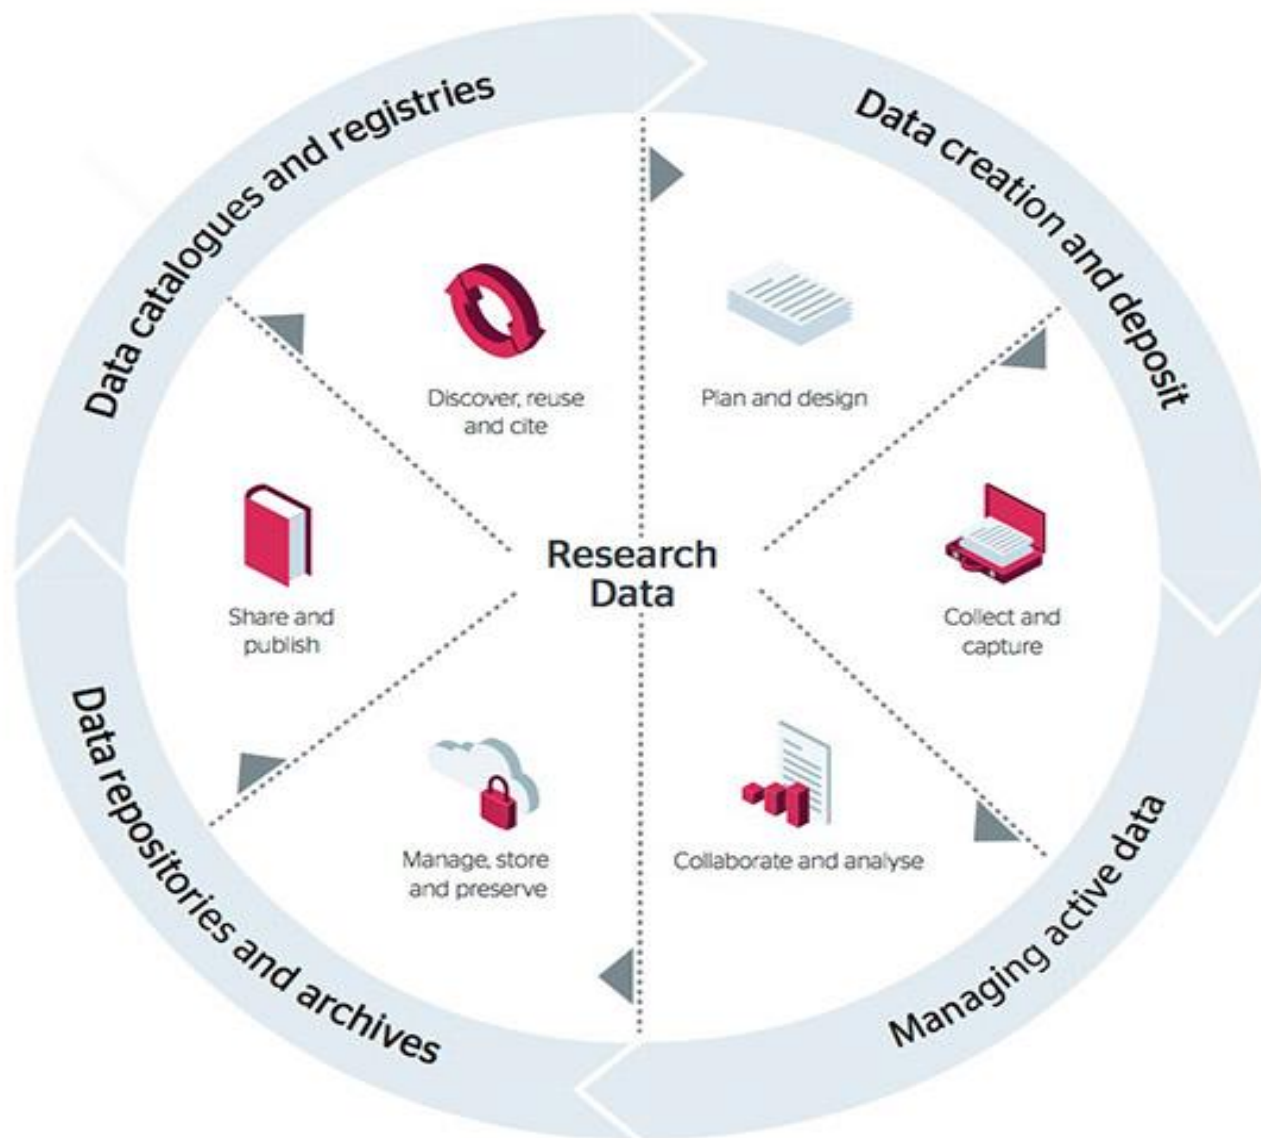 Data catalogues and registries
Data creation and deposit
Discover, reuse
and cite
Plan and design
Research
Data
Share and
publish
Collect and
capture
Manage, store
and preserve
Collaborate and analyse
Data repositories and archives
Managing active data